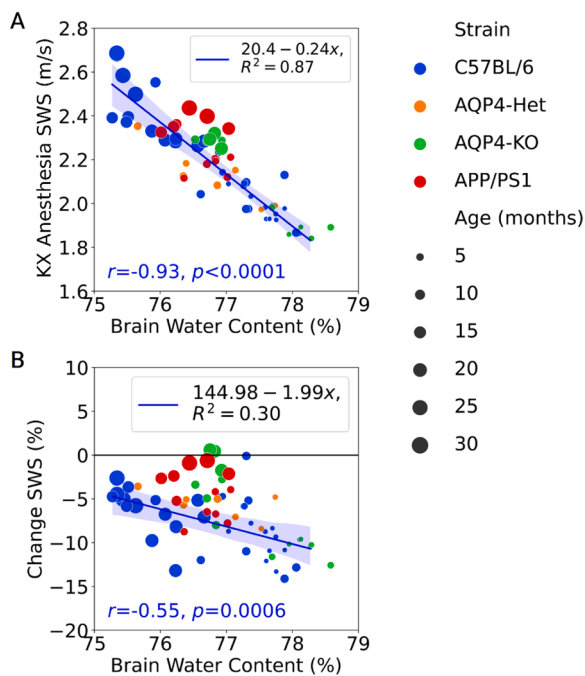 A
KX Anesthesia SWS (m/s)
2.8
2.6
2.4
2.2
2.0
1.8
1.6
20.4 − 0.24x,
R² = 0.87
r=-0.93, p<0.0001
75 76 77 78 79
Brain Water Content (%)
B
Change SWS (%)
10
5
0
−5
−10
−15
−20
144.98 − 1.99x,
R² = 0.30
r=-0.55, p=0.0006
75 76 77 78 79
Brain Water Content (%)
Strain
C57BL/6
AQP4-Het
AQP4-KO
APP/PS1
Age (months)
5
10
15
20
25
30